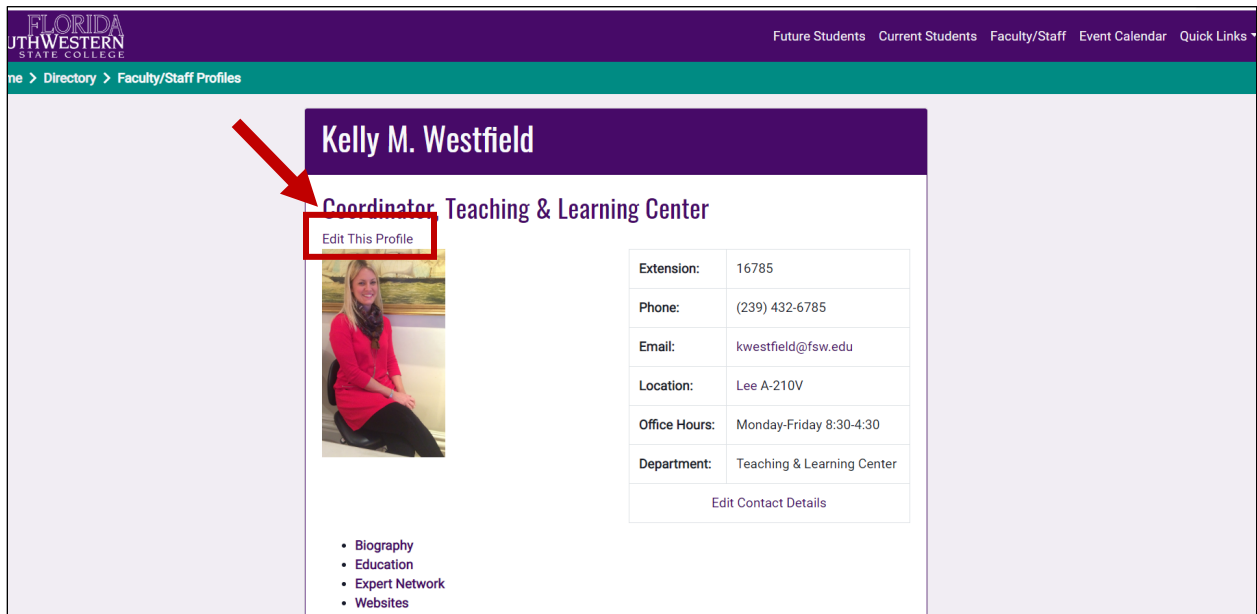 FLORIDA
UTHWESTERN
STATE COLLEGE
Future Students Current Students Faculty/Staff Event Calendar Quick Links
me > Directory > Faculty/Staff Profiles
Kelly M. Westfield
Coordinator, Teaching & Learning Center
Edit This Profile
Extension: 16785
Phone: (239) 432-6785
Email: kwestfield@fsw.edu
Location: Lee A-210V
Office Hours: Monday-Friday 8:30-4:30
Department: Teaching & Learning Center
Edit Contact Details
• Biography
• Education
• Expert Network
• Websites